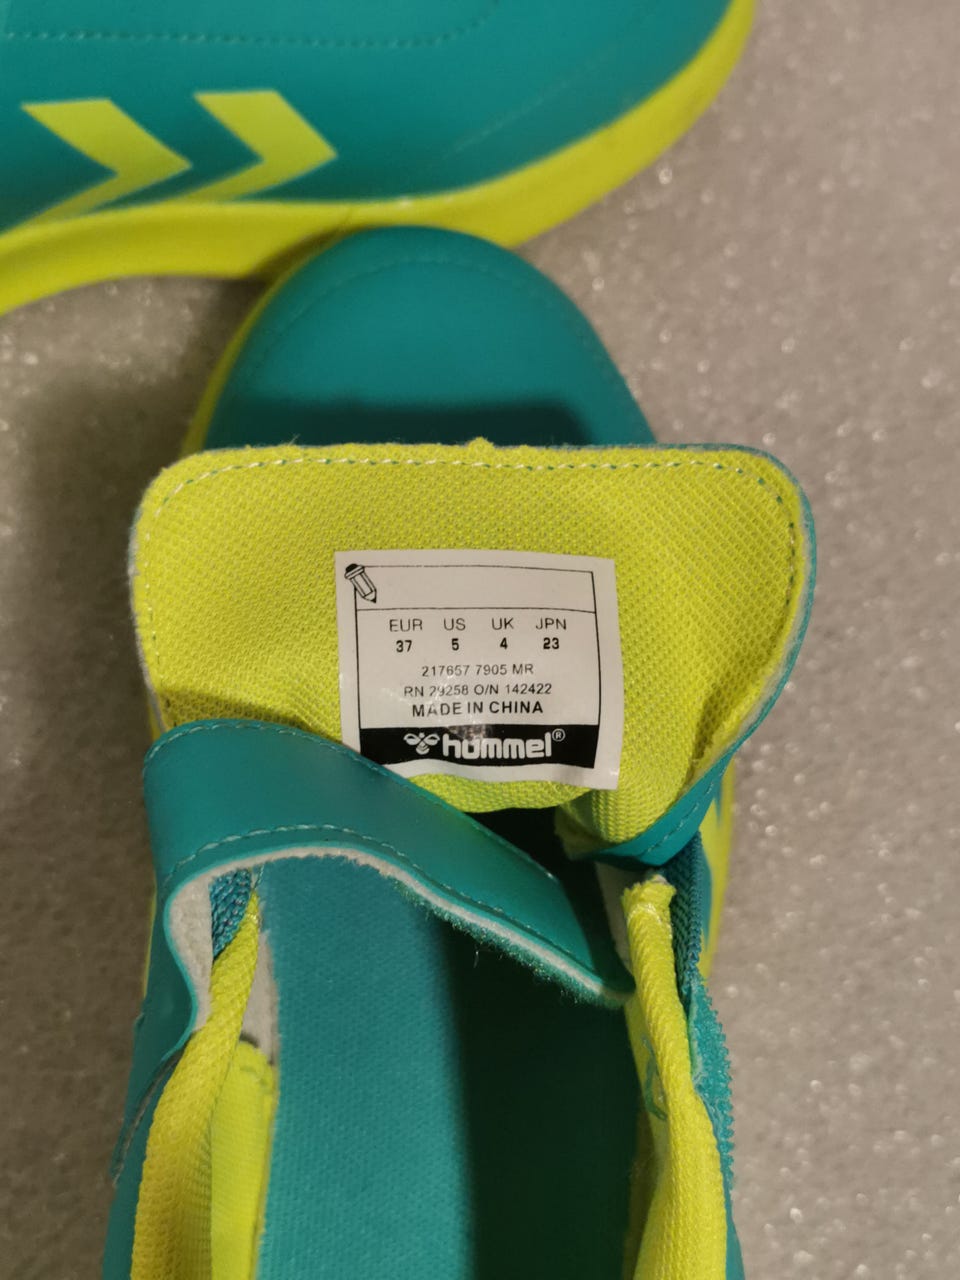 EUR US UK JPN
37 5 4 23
217657 7905 MR
RN 29258 O/N 142422
MADE IN CHINA
hummel®